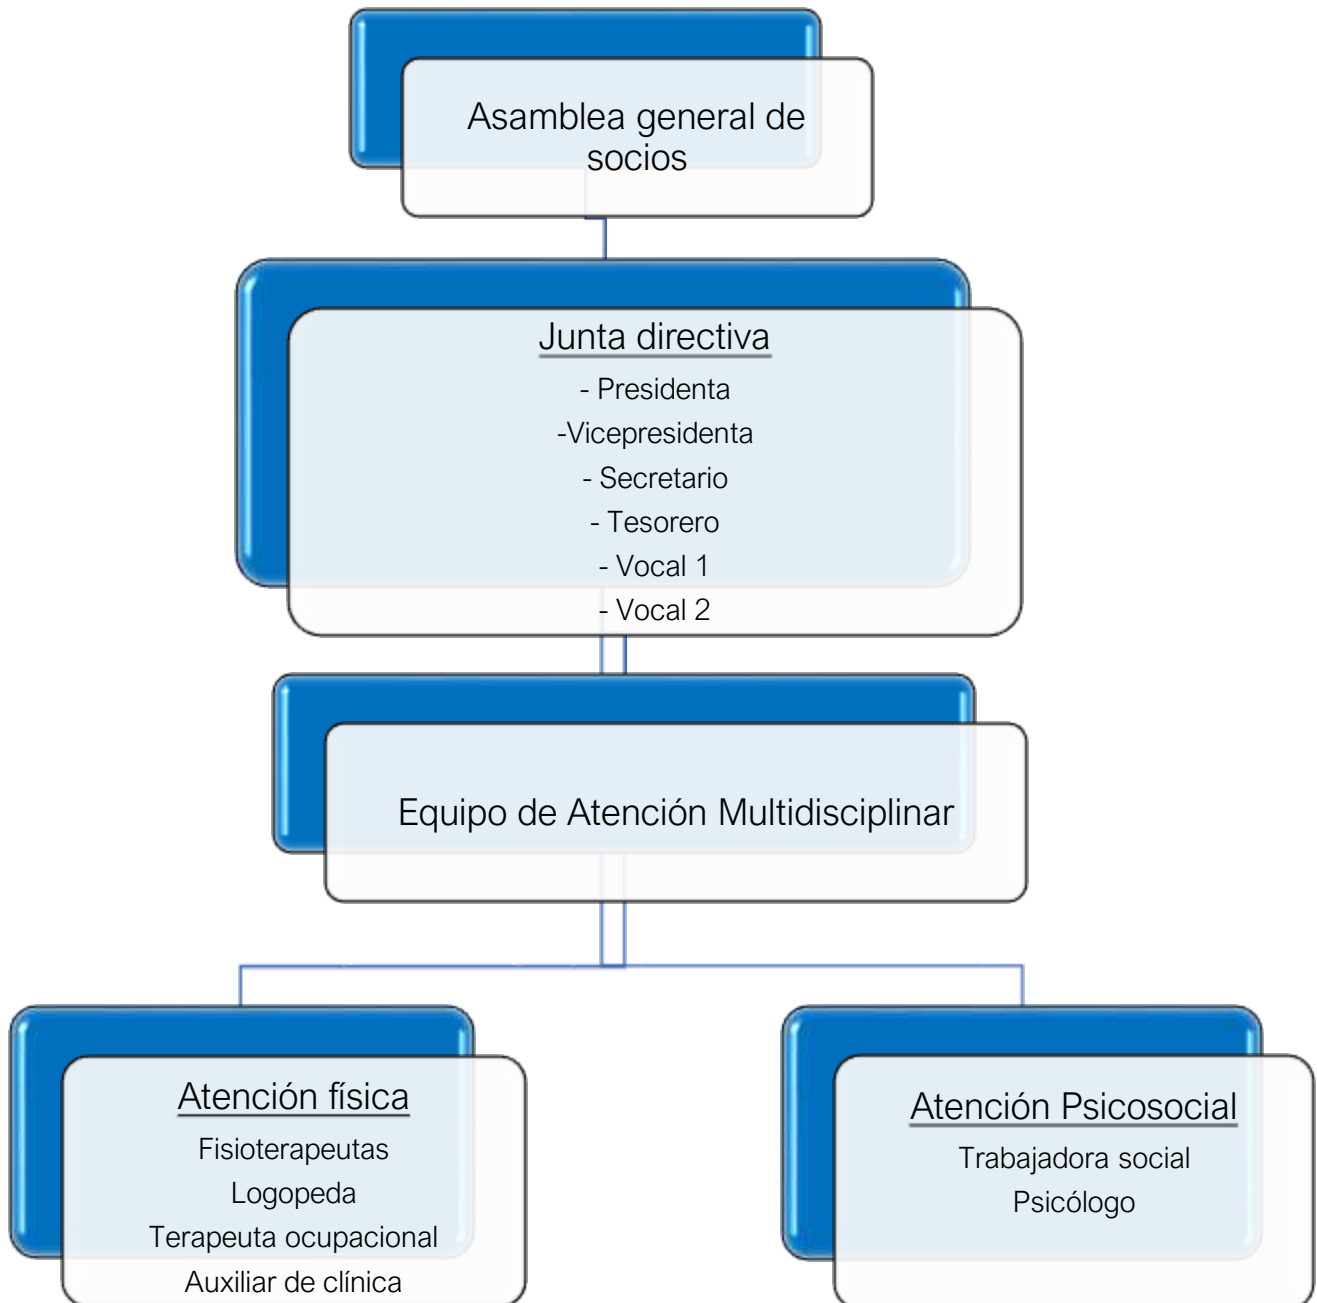 Asamblea general de
socios
Junta directiva
- Presidenta
-Vicepresidenta
- Secretario
- Tesorero
- Vocal 1
- Vocal 2
Equipo de Atención Multidisciplinar
Atención física
Fisioterapeutas
Logopeda
Terapeuta ocupacional
Auxiliar de clínica
Atención Psicosocial
Trabajadora social
Psicólogo